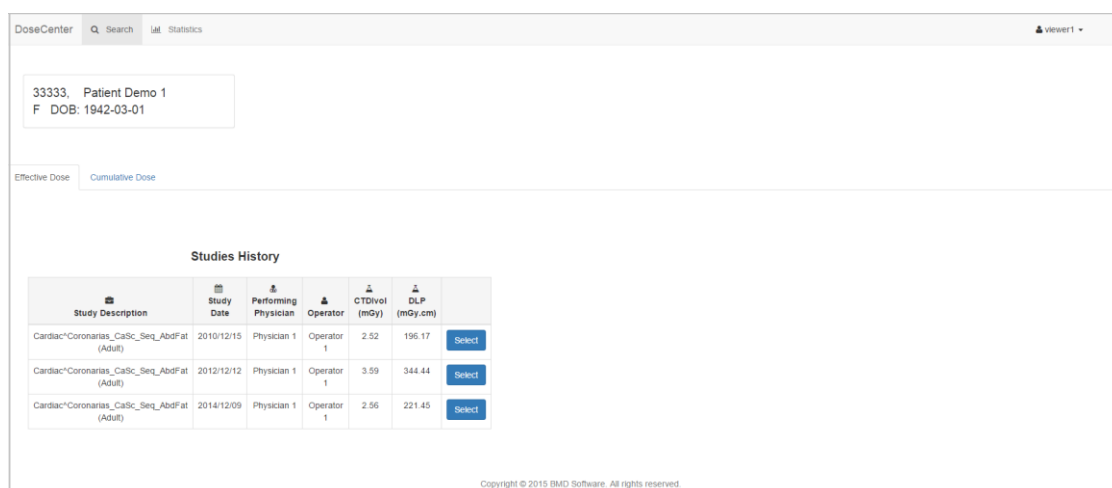 DoseCenter Search Statistics viewer1
33333, Patient Demo 1
F DOB: 1942-03-01
Effective Dose Cumulative Dose
Studies History
Study Description Study Date Performing Physician Operator CTDIvol (mGy) DLP (mGy.cm)
Cardiac^Coronarias_CaSc_Seq_AbdFat (Adult) 2010/12/15 Physician 1 Operator 1 2.52 196.17 Select
Cardiac^Coronarias_CaSc_Seq_AbdFat (Adult) 2012/12/12 Physician 1 Operator 1 3.59 344.44 Select
Cardiac^Coronarias_CaSc_Seq_AbdFat (Adult) 2014/12/09 Physician 1 Operator 1 2.56 221.45 Select
Copyright © 2015 BMD Software. All rights reserved.